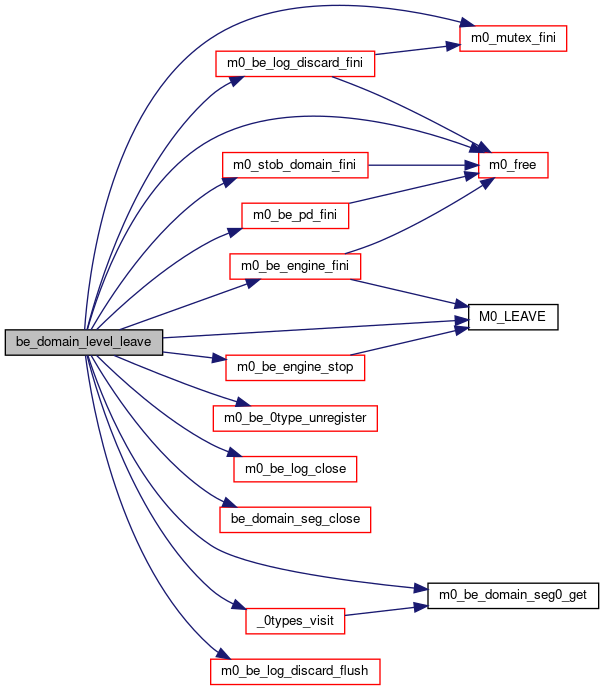 m0_mutex_fini
m0_be_log_discard_fini
m0_stob_domain_fini
m0_free
m0_be_pd_fini
m0_be_engine_fini
M0_LEAVE
be_domain_level_leave
m0_be_engine_stop
m0_be_0type_unregister
m0_be_log_close
be_domain_seg_close
m0_be_domain_seg0_get
_0types_visit
m0_be_log_discard_flush